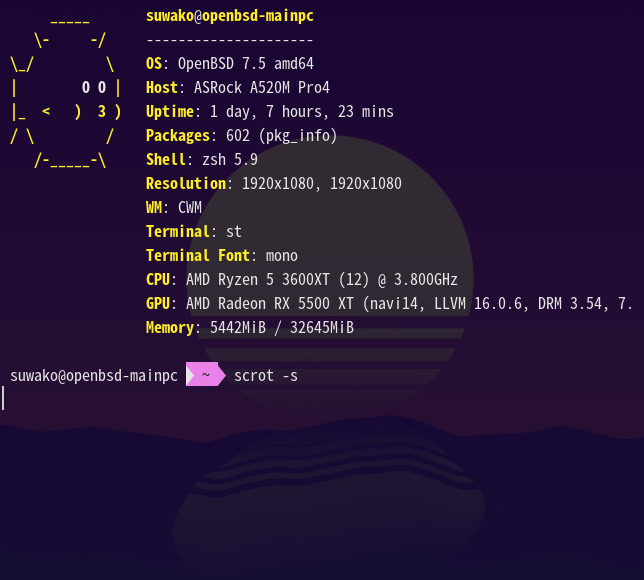 suwako@openbsd-mainpc
---------------------
OS: OpenBSD 7.5 amd64
Host: ASRock A520M Pro4
Uptime: 1 day, 7 hours, 23 mins
Packages: 602 (pkg_info)
Shell: zsh 5.9
Resolution: 1920x1080, 1920x1080
WM: CWM
Terminal: st
Terminal Font: mono
CPU: AMD Ryzen 5 3600XT (12) @ 3.800GHz
GPU: AMD Radeon RX 5500 XT (navi14, LLVM 16.0.6, DRM 3.54, 7.
Memory: 5442MiB / 32645MiB
suwako@openbsd-mainpc ~ scrot -s